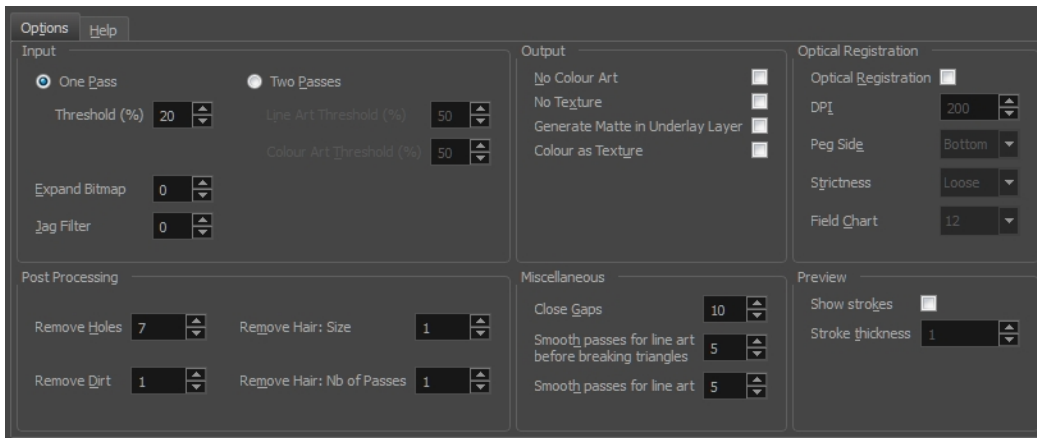 Options Help
Input
One Pass Two Passes
Threshold (%) 20 Line Art Threshold (%) 50
Colour Art Threshold (%) 50
Expand Bitmap 0
Jag Filter 0
Output
No Colour Art
No Texture
Generate Matte in Underlay Layer
Colour as Texture
Optical Registration
Optical Registration
DPI 200
Peg Side Bottom
Strictness Loose
Field Chart 12
Post Processing
Remove Holes 7 Remove Hair: Size 1
Remove Dirt 1 Remove Hair: Nb of Passes 1
Miscellaneous
Close Gaps 10
Smooth passes for line art
before breaking triangles 5
Smooth passes for line art 5
Preview
Show strokes
Stroke thickness 1